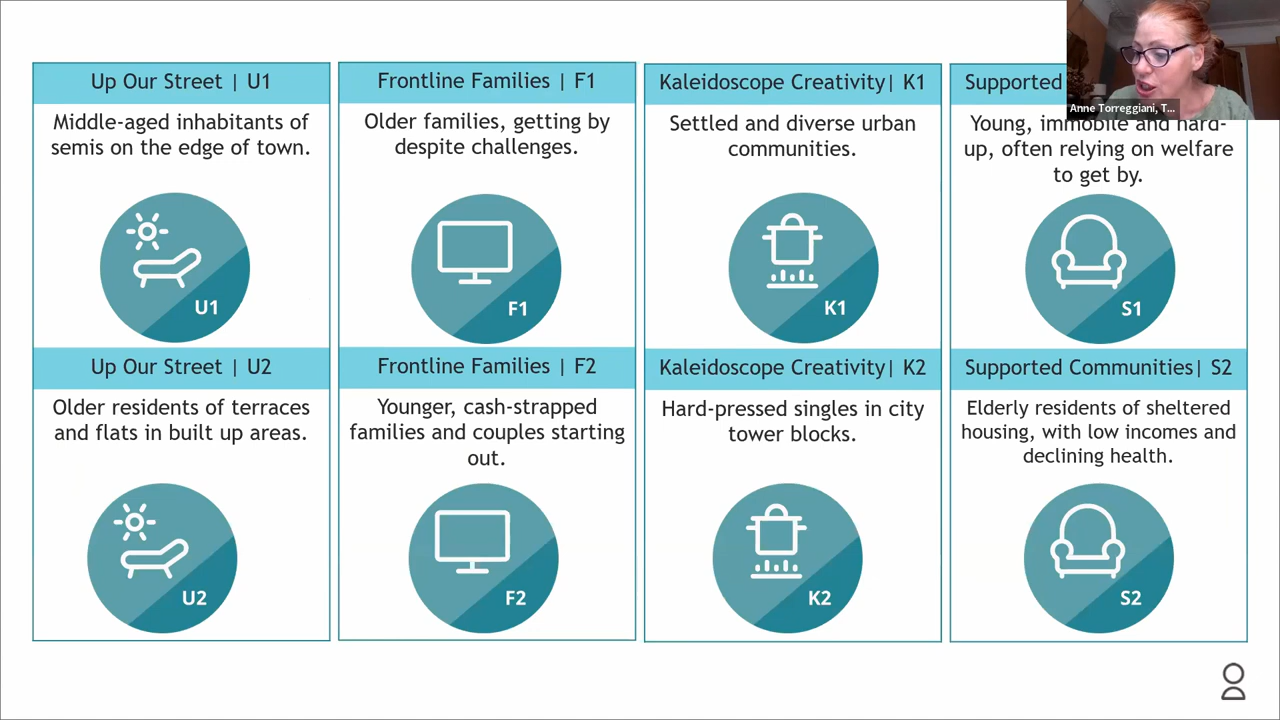 Up Our Street | U1
Middle-aged inhabitants of
semis on the edge of town.
U1
Frontline Families | F1
Older families, getting by
despite challenges.
F1
Kaleidoscope Creativity| K1
Settled and diverse urban
communities.
K1
Supported
Young, immobile and hard-
up, often relying on welfare
to get by.
S1
Anne Torreggiani, T...
Up Our Street | U2
Older residents of terraces
and flats in built up areas.
U2
Frontline Families | F2
Younger, cash-strapped
families and couples starting
out.
F2
Kaleidoscope Creativity| K2
Hard-pressed singles in city
tower blocks.
K2
Supported Communities| S2
Elderly residents of sheltered
housing, with low incomes and
declining health.
S2